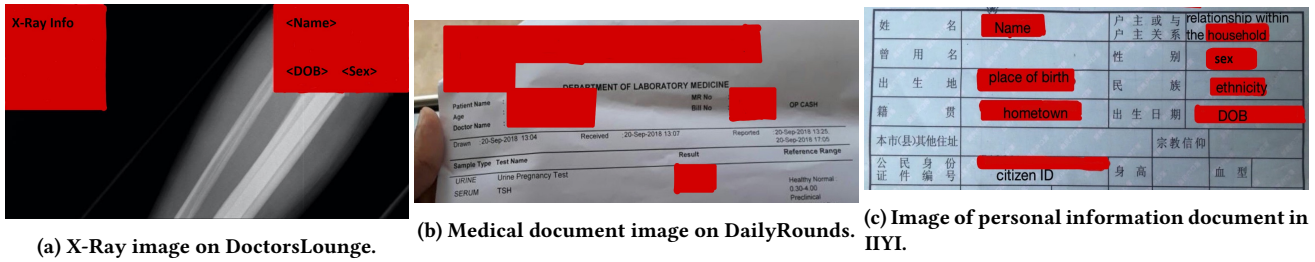 X-Ray Info
<Name>
<DOB> <Sex>
(a) X-Ray image on DoctorsLounge.
DEPARTMENT OF LABORATORY MEDICINE
Patient Name :
MR No
OP CASH
Age
Bill No
Doctor Name :
Drawn 20-Sep-2018 13:04 Received 20-Sep-2018 13:07 Reported 20-Sep-2018 13:25
20-Sep-2018 17:05
Sample Type Test Name Result Reference Range
URINE Urine Pregnancy Test Healthy Normal
SERUM TSH 0.30-4.00
Preclinical
(b) Medical document image on DailyRounds.
姓 名 Name 户 主 或 与 relationship within
户 主 关 系 the household
曾 用 名 性 别 sex
出 生 地 place of birth 民 族 ethnicity
籍 贯 hometown 出 生 日 期 DOB
本市(县)其他住址 宗教信仰
公 民 身 份
证 件 编 号 citizen ID 身 高 血 型
(c) Image of personal information document in
IIYI.